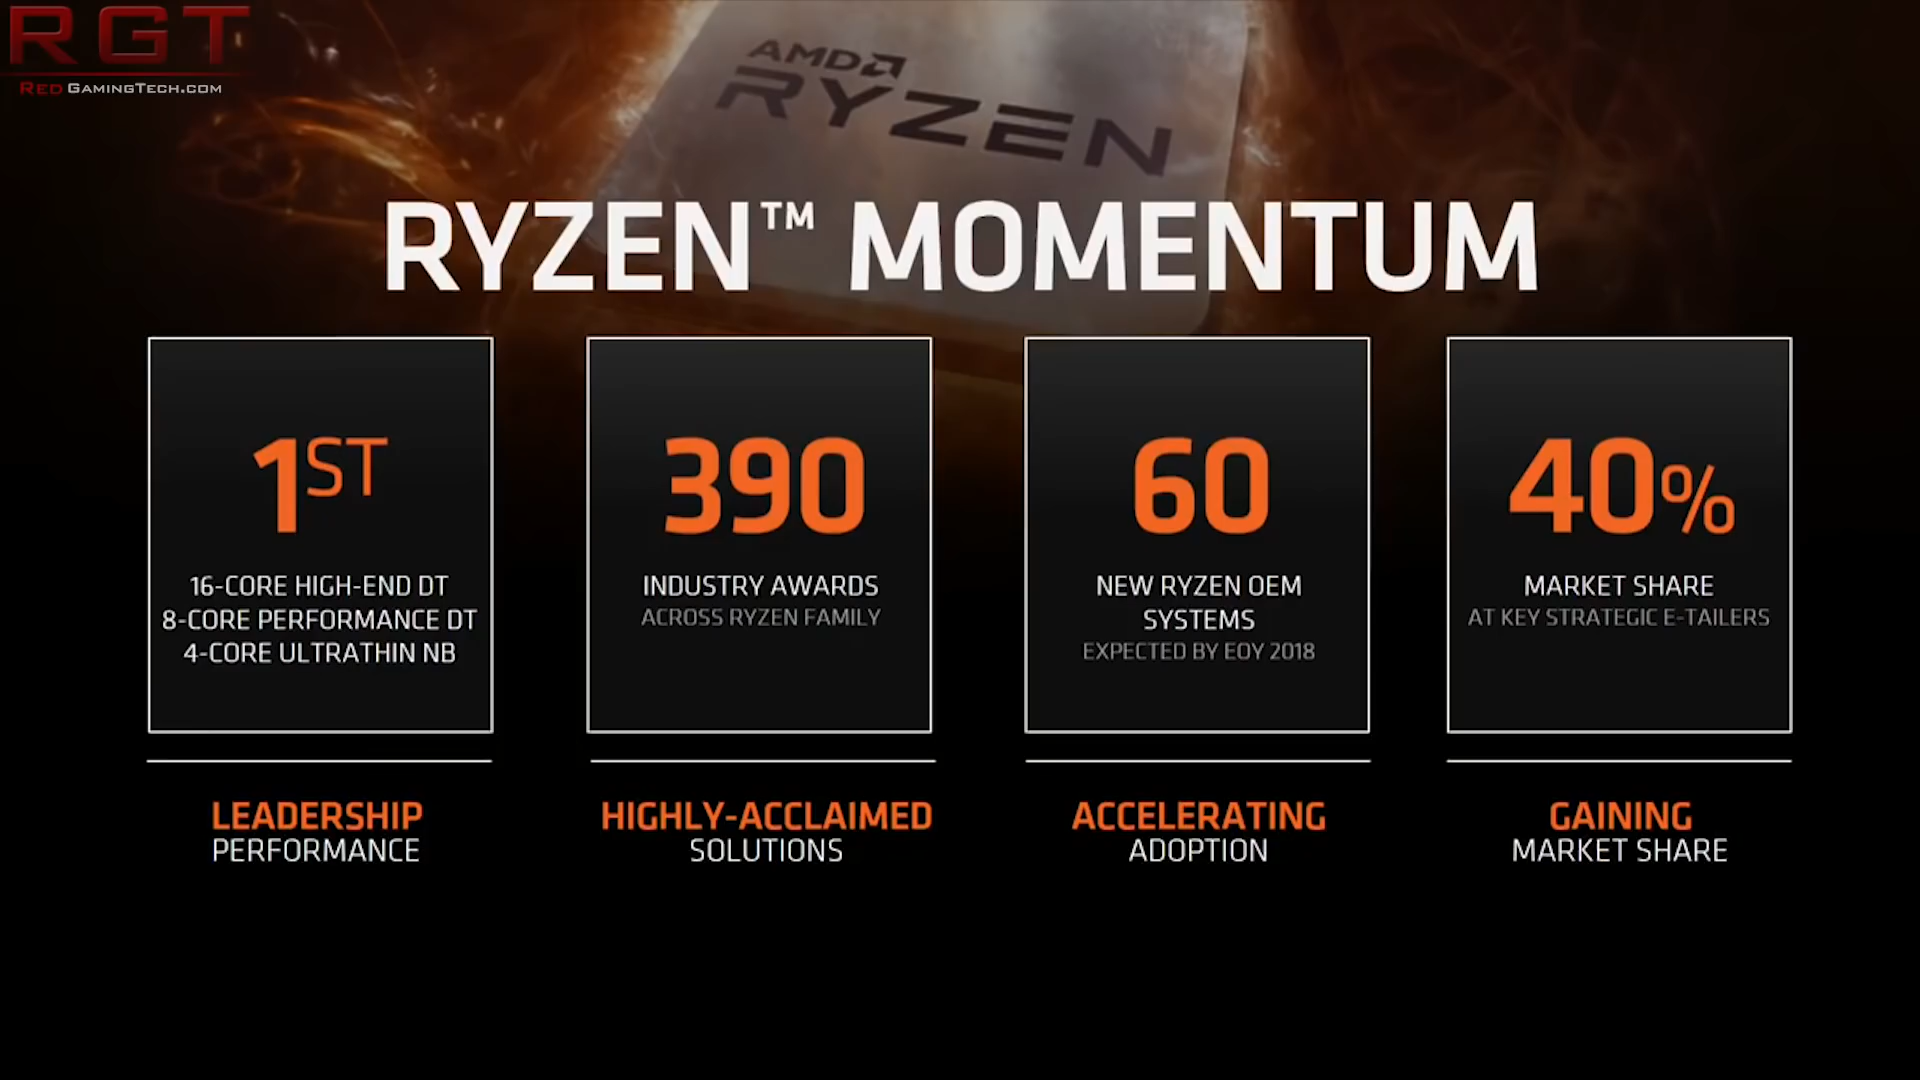 RGT
RedGamingTech.com
AMD
RYZEN
RYZEN™ MOMENTUM
1ST
16-CORE HIGH-END DT
8-CORE PERFORMANCE DT
4-CORE ULTRATHIN NB
LEADERSHIP
PERFORMANCE
390
INDUSTRY AWARDS
ACROSS RYZEN FAMILY
HIGHLY-ACCLAIMED
SOLUTIONS
60
NEW RYZEN OEM
SYSTEMS
EXPECTED BY EOY 2018
ACCELERATING
ADOPTION
40%
MARKET SHARE
AT KEY STRATEGIC E-TAILERS
GAINING
MARKET SHARE